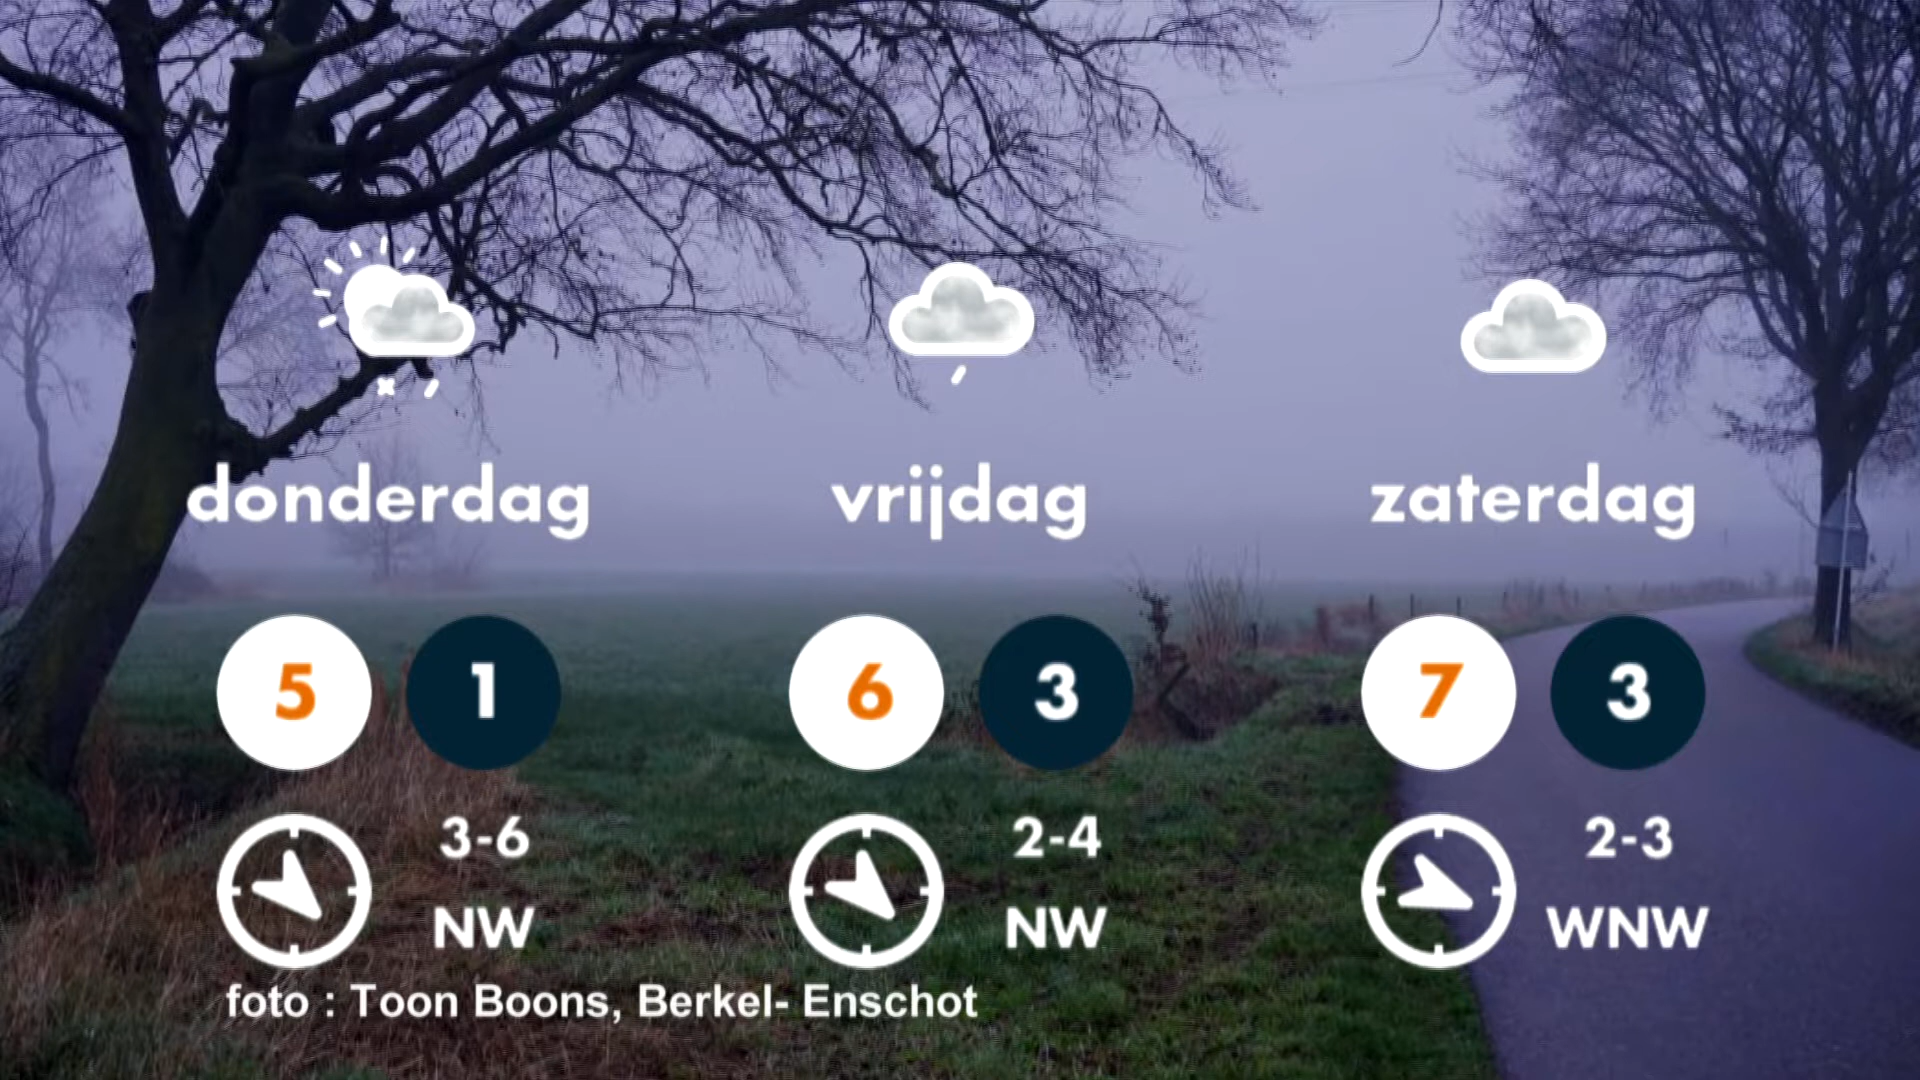 donderdag
vrijdag
zaterdag
5
1
6
3
7
3
3-6
NW
2-4
NW
2-3
WNW
foto : Toon Boons, Berkel- Enschot